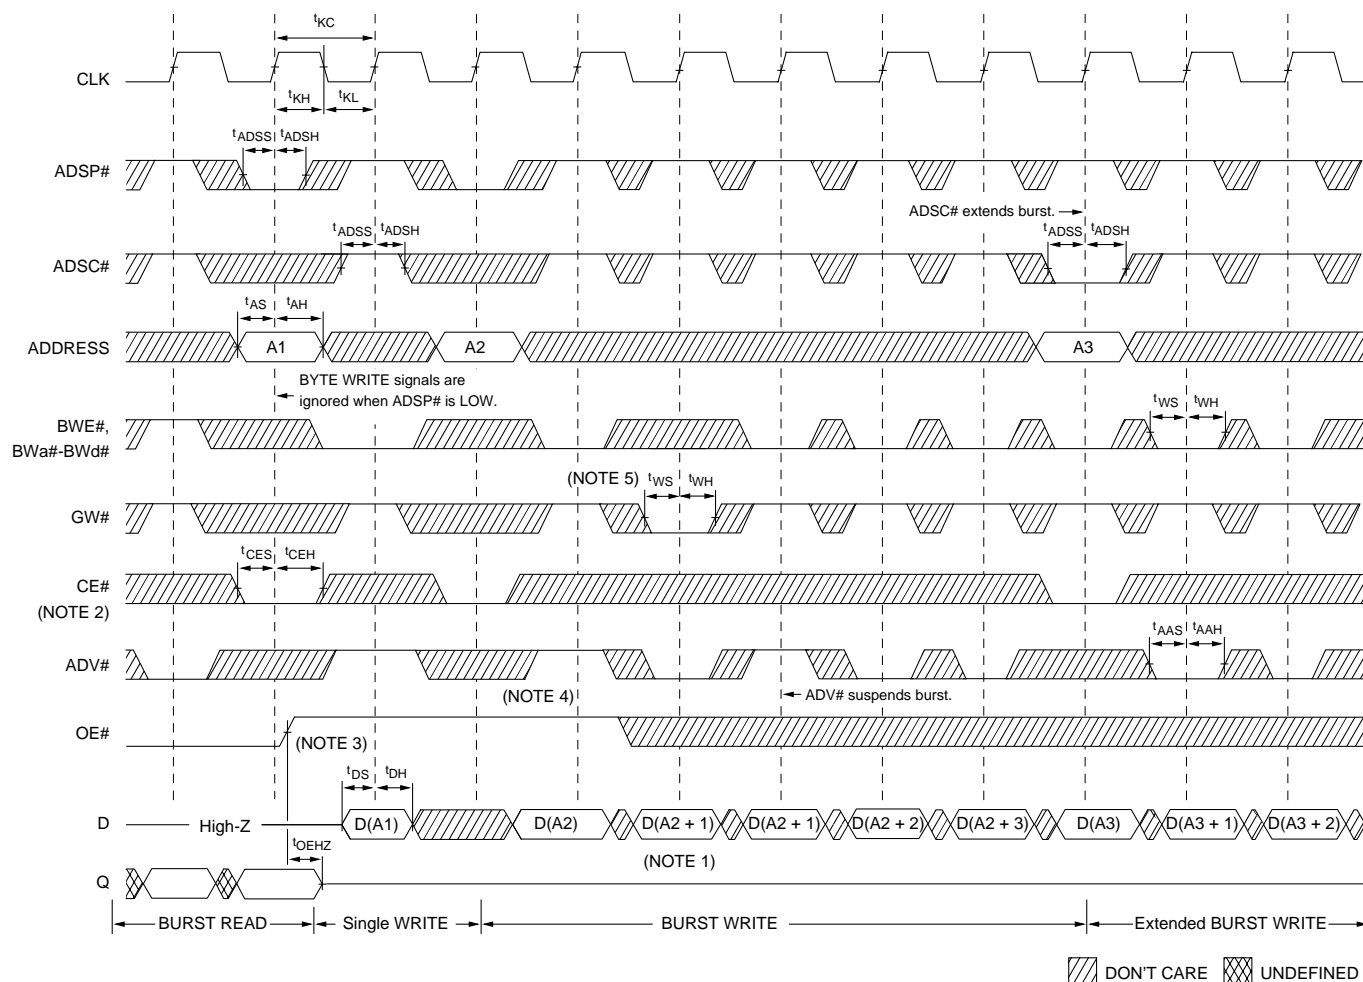 tKC
CLK
tKH
tKL
tADSS
tADSH
ADSP#
ADSC# extends burst.
tADSS
tADSH
tADSS
tADSH
ADSC#
tAS
tAH
ADDRESS
A1
A2
A3
BYTE WRITE signals are
ignored when ADSP# is LOW.
tWS
tWH
BWE#,
BWa#-BWd#
(NOTE 5)
tWS
tWH
GW#
tCES
tCEH
CE#
(NOTE 2)
tAAS
tAAH
ADV#
(NOTE 4)
ADV# suspends burst.
OE#
(NOTE 3)
tDS
tDH
D
High-Z
D(A1)
D(A2)
D(A2 + 1)
D(A2 + 1)
D(A2 + 2)
D(A2 + 3)
D(A3)
D(A3 + 1)
D(A3 + 2)
tOEHZ
(NOTE 1)
Q
BURST READ
Single WRITE
BURST WRITE
Extended BURST WRITE
DON'T CARE
UNDEFINED